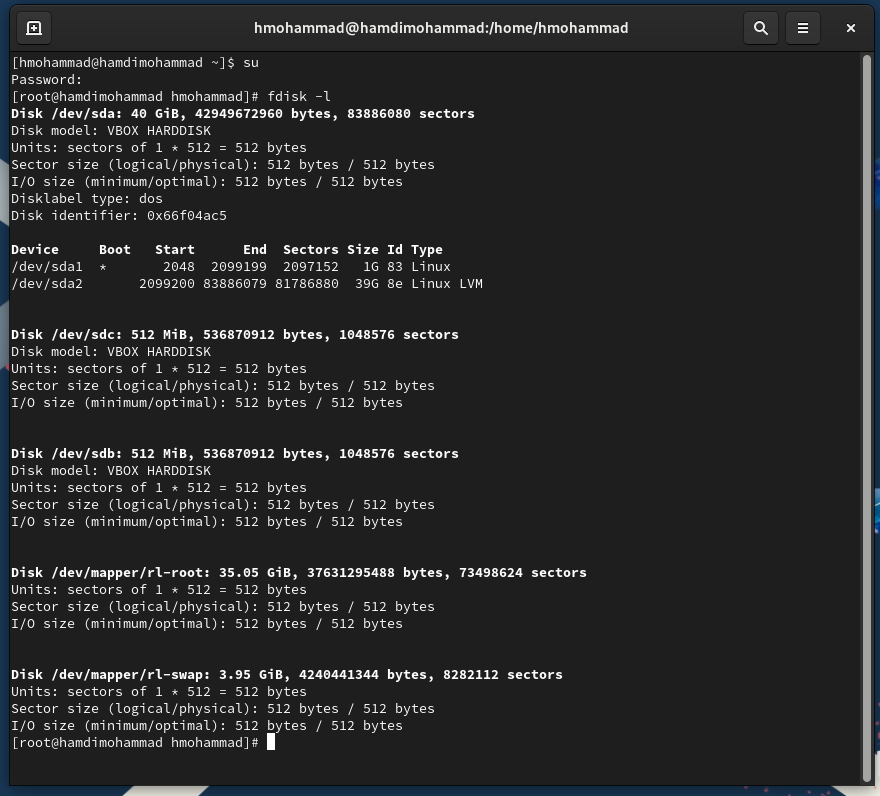 hmohammad@hamdimohammad:/home/hmohammad
[hmohammad@hamdimohammad ~]$ su
Password:
[root@hamdimohammad hmohammad]# fdisk -l
Disk /dev/sda: 40 GiB, 42949672960 bytes, 83886080 sectors
Disk model: VBOX HARDDISK
Units: sectors of 1 * 512 = 512 bytes
Sector size (logical/physical): 512 bytes / 512 bytes
I/O size (minimum/optimal): 512 bytes / 512 bytes
Disklabel type: dos
Disk identifier: 0x66f04ac5
Device     Boot   Start      End  Sectors Size Id Type
/dev/sda1  *       2048  2099199  2097152   1G 83 Linux
/dev/sda2       2099200 83886079 81786880  39G 8e Linux LVM
Disk /dev/sdc: 512 MiB, 536870912 bytes, 1048576 sectors
Disk model: VBOX HARDDISK
Units: sectors of 1 * 512 = 512 bytes
Sector size (logical/physical): 512 bytes / 512 bytes
I/O size (minimum/optimal): 512 bytes / 512 bytes
Disk /dev/sdb: 512 MiB, 536870912 bytes, 1048576 sectors
Disk model: VBOX HARDDISK
Units: sectors of 1 * 512 = 512 bytes
Sector size (logical/physical): 512 bytes / 512 bytes
I/O size (minimum/optimal): 512 bytes / 512 bytes
Disk /dev/mapper/rl-root: 35.05 GiB, 37631295488 bytes, 73498624 sectors
Units: sectors of 1 * 512 = 512 bytes
Sector size (logical/physical): 512 bytes / 512 bytes
I/O size (minimum/optimal): 512 bytes / 512 bytes
Disk /dev/mapper/rl-swap: 3.95 GiB, 4240441344 bytes, 8282112 sectors
Units: sectors of 1 * 512 = 512 bytes
Sector size (logical/physical): 512 bytes / 512 bytes
I/O size (minimum/optimal): 512 bytes / 512 bytes
[root@hamdimohammad hmohammad]#